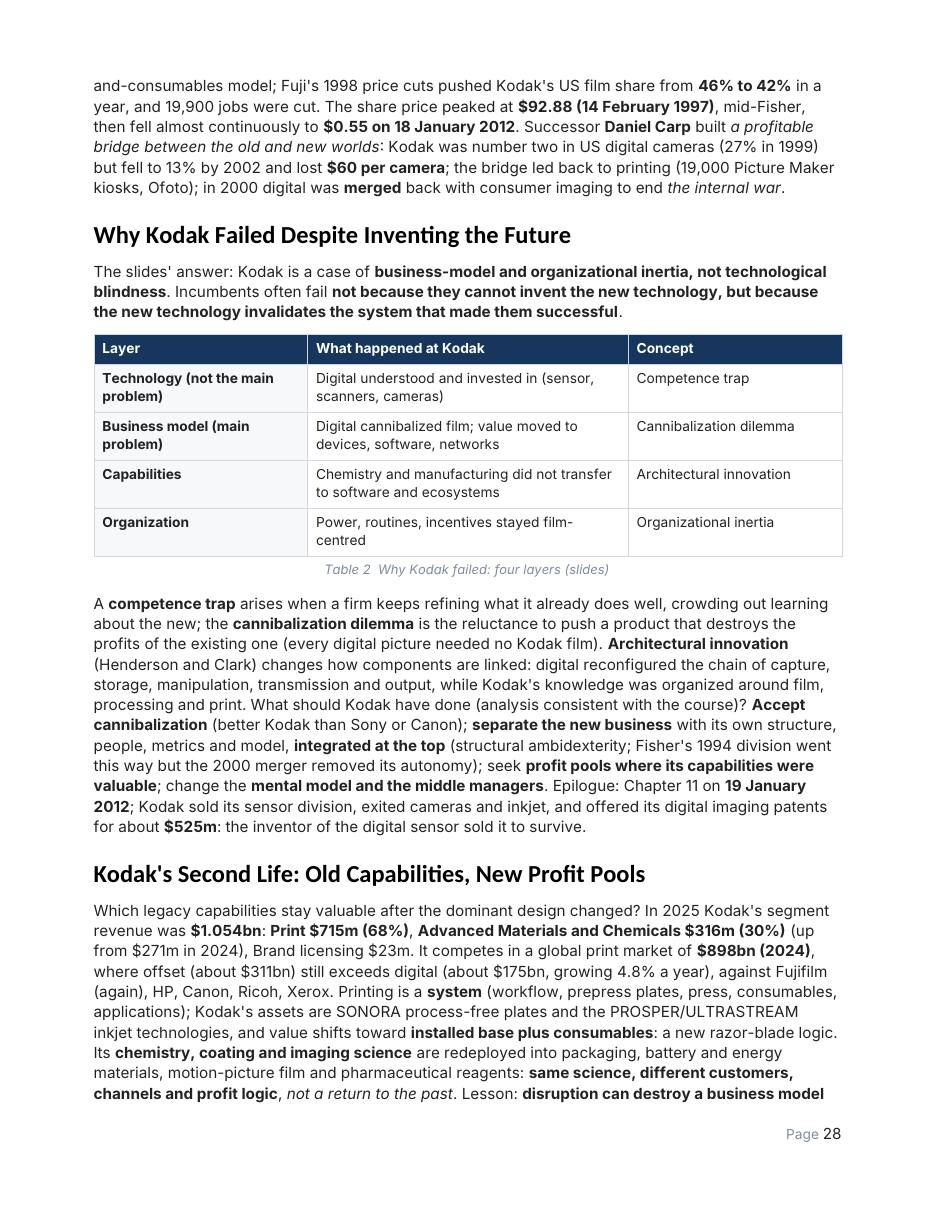 and-consumables model; Fuji's 1998 price cuts pushed Kodak's US film share from 46% to 42% in a
year, and 19,900 jobs were cut. The share price peaked at $92.88 (14 February 1997), mid-Fisher,
then fell almost continuously to $0.55 on 18 January 2012. Successor Daniel Carp built a profitable
bridge between the old and new worlds: Kodak was number two in US digital cameras (27% in 1999)
but fell to 13% by 2002 and lost $60 per camera; the bridge led back to printing (19,000 Picture Maker
kiosks, Ofoto); in 2000 digital was merged back with consumer imaging to end the internal war.
Why Kodak Failed Despite Inventing the Future
The slides' answer: Kodak is a case of business-model and organizational inertia, not technological
blindness. Incumbents often fail not because they cannot invent the new technology, but because
the new technology invalidates the system that made them successful.
Layer What happened at Kodak Concept
Technology (not the main Digital understood and invested in (sensor, Competence trap
problem) scanners, cameras)
Business model (main Digital cannibalized film; value moved to Cannibalization dilemma
problem) devices, software, networks
Capabilities Chemistry and manufacturing did not transfer Architectural innovation
to software and ecosystems
Organization Power, routines, incentives stayed film- Organizational inertia
centred
Table 2 Why Kodak failed: four layers (slides)
A competence trap arises when a firm keeps refining what it already does well, crowding out learning
about the new; the cannibalization dilemma is the reluctance to push a product that destroys the
profits of the existing one (every digital picture needed no Kodak film). Architectural innovation
(Henderson and Clark) changes how components are linked: digital reconfigured the chain of capture,
storage, manipulation, transmission and output, while Kodak's knowledge was organized around film,
processing and print. What should Kodak have done (analysis consistent with the course)? Accept
cannibalization (better Kodak than Sony or Canon); separate the new business with its own structure,
people, metrics and model, integrated at the top (structural ambidexterity; Fisher's 1994 division went
this way but the 2000 merger removed its autonomy); seek profit pools where its capabilities were
valuable; change the mental model and the middle managers. Epilogue: Chapter 11 on 19 January
2012; Kodak sold its sensor division, exited cameras and inkjet, and offered its digital imaging patents
for about $525m: the inventor of the digital sensor sold it to survive.
Kodak's Second Life: Old Capabilities, New Profit Pools
Which legacy capabilities stay valuable after the dominant design changed? In 2025 Kodak's segment
revenue was $1.054bn: Print $715m (68%), Advanced Materials and Chemicals $316m (30%) (up
from $271m in 2024), Brand licensing $23m. It competes in a global print market of $898bn (2024),
where offset (about $311bn) still exceeds digital (about $175bn, growing 4.8% a year), against Fujifilm
(again), HP, Canon, Ricoh, Xerox. Printing is a system (workflow, prepress plates, press, consumables,
applications); Kodak's assets are SONORA process-free plates and the PROSPER/ULTRASTREAM
inkjet technologies, and value shifts toward installed base plus consumables: a new razor-blade logic.
Its chemistry, coating and imaging science are redeployed into packaging, battery and energy
materials, motion-picture film and pharmaceutical reagents: same science, different customers,
channels and profit logic, not a return to the past. Lesson: disruption can destroy a business model
Page 28